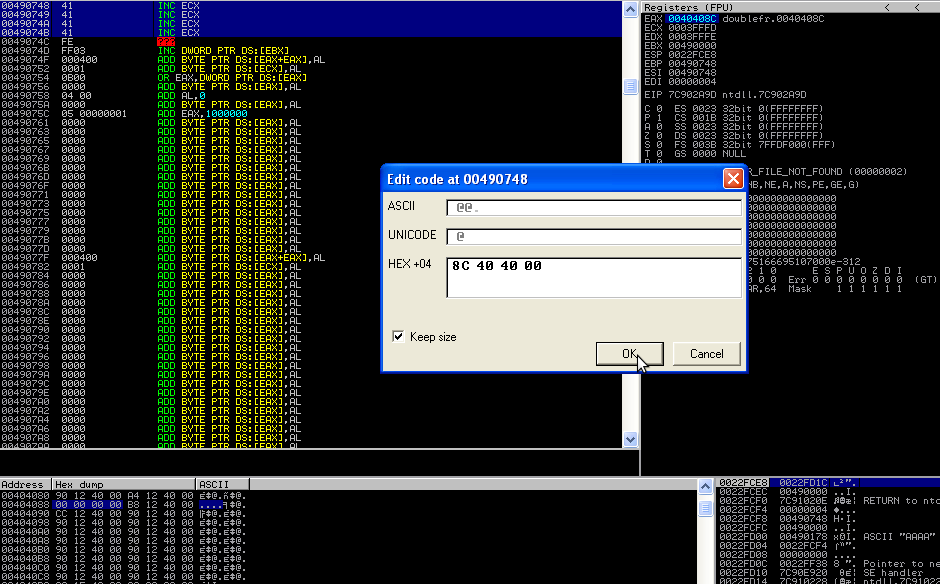 00490748 41 INC ECX
00490749 41 INC ECX
0049074A 41 INC ECX
0049074B 41 INC ECX
0049074C FE ???
0049074D FF03 INC DWORD PTR DS:[EBX]
0049074F 000400 ADD BYTE PTR DS:[EAX+EAX],AL
00490752 0001 ADD BYTE PTR DS:[ECX],AL
00490754 0B00 OR EAX,DWORD PTR DS:[EAX]
00490756 0000 ADD BYTE PTR DS:[EAX],AL
00490758 04 00 ADD AL,0
0049075A 0000 ADD BYTE PTR DS:[EAX],AL
0049075C 05 00000001 ADD EAX,1000000
00490761 0000 ADD BYTE PTR DS:[EAX],AL
00490763 0000 ADD BYTE PTR DS:[EAX],AL
00490765 0000 ADD BYTE PTR DS:[EAX],AL
00490767 0000 ADD BYTE PTR DS:[EAX],AL
00490769 0000 ADD BYTE PTR DS:[EAX],AL
0049076B 0000 ADD BYTE PTR DS:[EAX],AL
0049076D 0000 ADD BYTE PTR DS:[EAX],AL
0049076F 0000 ADD BYTE PTR DS:[EAX],AL
00490771 0000 ADD BYTE PTR DS:[EAX],AL
00490773 0000 ADD BYTE PTR DS:[EAX],AL
00490775 0000 ADD BYTE PTR DS:[EAX],AL
00490777 0000 ADD BYTE PTR DS:[EAX],AL
00490779 0000 ADD BYTE PTR DS:[EAX],AL
0049077B 0000 ADD BYTE PTR DS:[EAX],AL
0049077D 0000 ADD BYTE PTR DS:[EAX],AL
0049077F 000400 ADD BYTE PTR DS:[EAX+EAX],AL
00490782 0001 ADD BYTE PTR DS:[ECX],AL
00490784 0000 ADD BYTE PTR DS:[EAX],AL
00490786 0000 ADD BYTE PTR DS:[EAX],AL
00490788 0000 ADD BYTE PTR DS:[EAX],AL
0049078A 0000 ADD BYTE PTR DS:[EAX],AL
0049078C 0000 ADD BYTE PTR DS:[EAX],AL
0049078E 0000 ADD BYTE PTR DS:[EAX],AL
00490790 0000 ADD BYTE PTR DS:[EAX],AL
00490792 0000 ADD BYTE PTR DS:[EAX],AL
00490794 0000 ADD BYTE PTR DS:[EAX],AL
00490796 0000 ADD BYTE PTR DS:[EAX],AL
00490798 0000 ADD BYTE PTR DS:[EAX],AL
0049079A 0000 ADD BYTE PTR DS:[EAX],AL
0049079C 0000 ADD BYTE PTR DS:[EAX],AL
0049079E 0000 ADD BYTE PTR DS:[EAX],AL
004907A0 0000 ADD BYTE PTR DS:[EAX],AL
004907A2 0000 ADD BYTE PTR DS:[EAX],AL
004907A4 0000 ADD BYTE PTR DS:[EAX],AL
004907A6 0000 ADD BYTE PTR DS:[EAX],AL
004907A8 0000 ADD BYTE PTR DS:[EAX],AL
004907AA 0000 ADD BYTE PTR DS:[EAX],AL
Registers (FPU) < <
EAX 0040408C doublefr.0040408C
ECX 0003FFFD
EDX 0003FFFE
EBX 00490000
ESP 0022FCE8
EBP 00490748
ESI 00490748
EDI 00000004
EIP 7C902A9D ntdll.7C902A9D
C 0 ES 0023 32bit 0(FFFFFFFF)
P 1 CS 001B 32bit 0(FFFFFFFF)
A 0 SS 0023 32bit 0(FFFFFFFF)
Z 0 DS 0023 32bit 0(FFFFFFFF)
S 0 FS 003B 32bit 7FFDF000(FFF)
T 0 GS 0000 NULL
R_FILE_NOT_FOUND (00000002)
NB,NE,A,NS,PE,GE,G)
Edit code at 00490748
ASCII @@.
UNICODE @
HEX +04 8C 40 40 00
Keep size
OK Cancel
75166695107000e-312
2 1 0 E S P U O Z D I
0 0 0 Err 0 0 0 0 0 0 0 0 (GT)
AR,64 Mask 1 1 1 1 1 1
Address Hex dump ASCII
00404080 90 12 40 00 A4 12 40 00
00404088 00 00 00 00 B8 12 40 00
00404090 CC 12 40 00 90 12 40 00
00404098 90 12 40 00 90 12 40 00
004040A0 90 12 40 00 90 12 40 00
004040A8 90 12 40 00 90 12 40 00
004040B0 90 12 40 00 90 12 40 00
004040B8 90 12 40 00 90 12 40 00
004040C0 90 12 40 00 90 12 40 00
004040C8 90 12 40 00 90 12 40 00
0022FCE8 0022FD1C
0022FCEC 00490000
0022FCF0 7C91020E RETURN to ntd
0022FCF4 00000004
0022FCF8 00490748
0022FCFC 00490000
0022FD00 00490178 ASCII "AAAA"
0022FD04 0022FCF4
0022FD08 00000000
0022FD0C 0022FF38 Pointer to ne
0022FD10 7C90E920 SE handler
0022FD14 7C910228 ntdll.7C91022